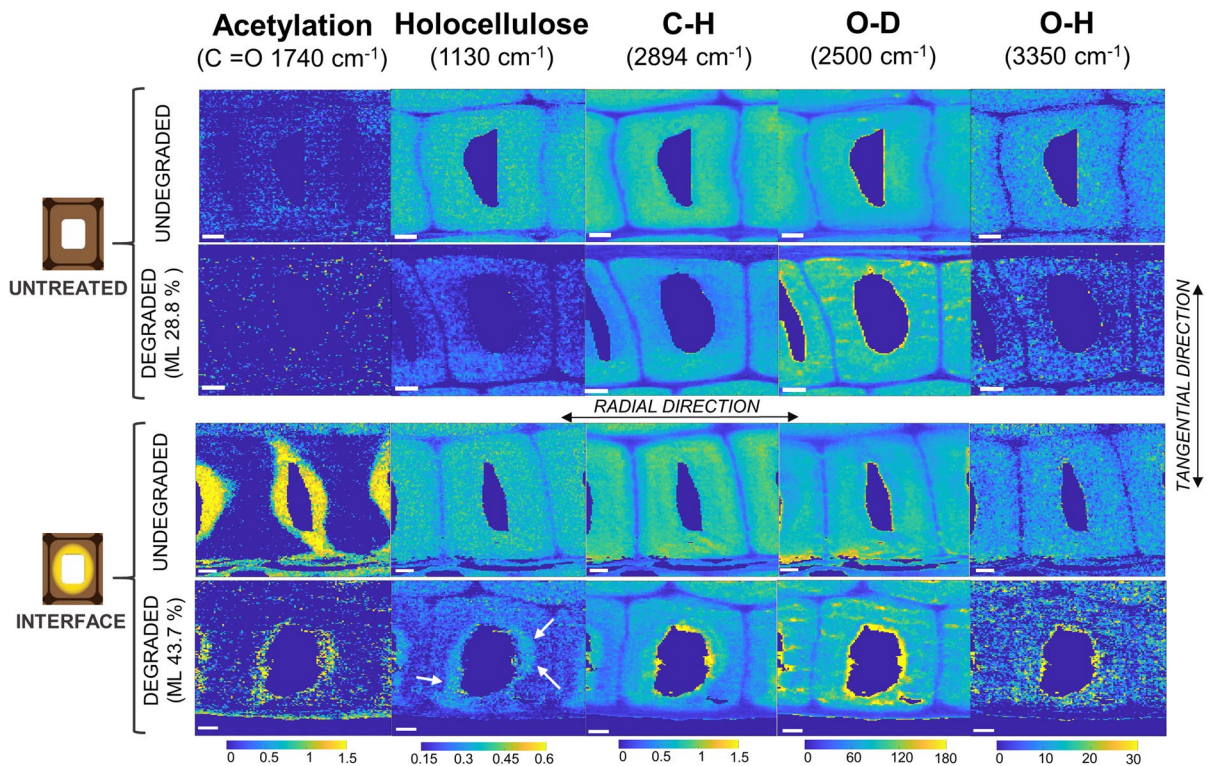 Acetylation Holocellulose C-H O-D O-H
(C =O 1740 cm⁻¹) (1130 cm⁻¹) (2894 cm⁻¹) (2500 cm⁻¹) (3350 cm⁻¹)
UNTREATED
UNDEGRADED
DEGRADED
(ML 28.8 %)
RADIAL DIRECTION
TANGENTIAL DIRECTION
INTERFACE
UNDEGRADED
DEGRADED
(ML 43.7 %)
0 0.5 1 1.5 0.15 0.3 0.45 0.6 0 0.5 1 1.5 0 60 120 180 0 10 20 30